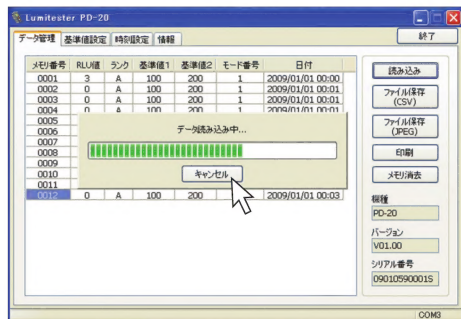 Lumitester PD-20
データ管理 基準値設定 時刻設定 情報 終了
メモリ番号 RLU値 ランク 基準値1 基準値2 モード番号 日付
0001 3 A 100 200 1 2009/01/01 00:00
0002 0 A 100 200 1 2009/01/01 00:01
0003 0 A 100 200 1 2009/01/01 00:01
0004 0 A 100 200 1 2009/01/01 00:01
0005
0006
0007
0008
0009
0010
0011
0012 0 A 100 200 2009/01/01 00:03
データ読み込み中...
キャンセル
読み込み
ファイル保存
(CSV)
ファイル保存
(JPEG)
印刷
メモリ消去
機種
PD-20
バージョン
V01.00
シリアル番号
09010590001S
COM3